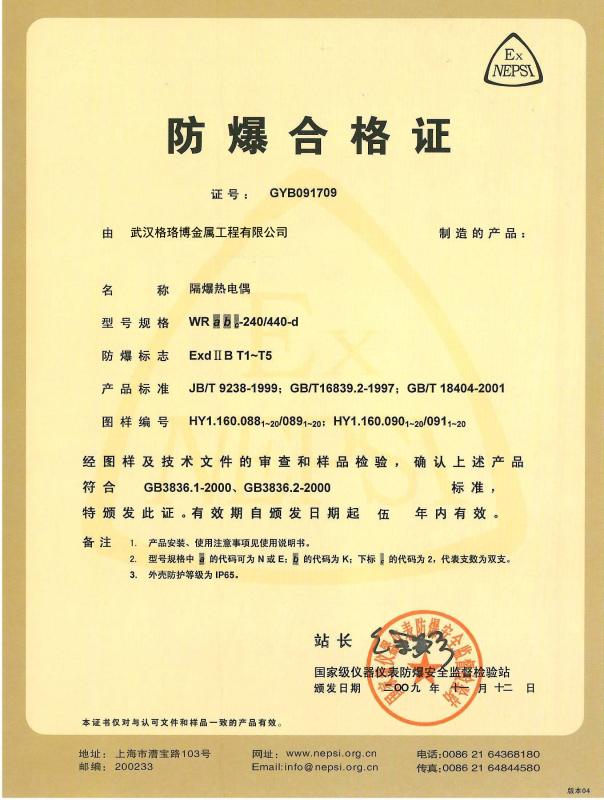 Ex
NEPSI
防爆合格证
证号： GYB091709
由 武汉格珞博金属工程有限公司 制造的产品：
名称 隔爆热电偶
型号规格 WR a b c-240/440-d
防爆标志 ExdⅡB T1~T5
产品标准 JB/T 9238-1999；GB/T16839.2-1997；GB/T 18404-2001
图样编号 HY1.160.088₁~₂₀/089₁~₂₀；HY1.160.090₁~₂₀/091₁~₂₀
经图样及技术文件的审查和样品检验，确认上述产品
符合 GB3836.1-2000、GB3836.2-2000 标准，
特颁发此证。有效期自颁发日期起 伍 年内有效。
备注 1. 产品安装、使用注意事项见使用说明书。
2. 型号规格中 a 的代码可为 N 或 E；b 的代码为 K；下标 c 的代码为 2，代表支数为双支。
3. 外壳防护等级为 IP65。
站长
国家级仪器仪表防爆安全监督检验站
颁发日期 二〇〇九 年 十一 月 十二 日
本证书仅对与认可文件和样品一致的产品有效。
地址：上海市漕宝路103号 网址：www.nepsi.org.cn 电话:0086 21 64368180
邮编：200233 Email:info@nepsi.org.cn 传真:0086 21 64844580
版本04